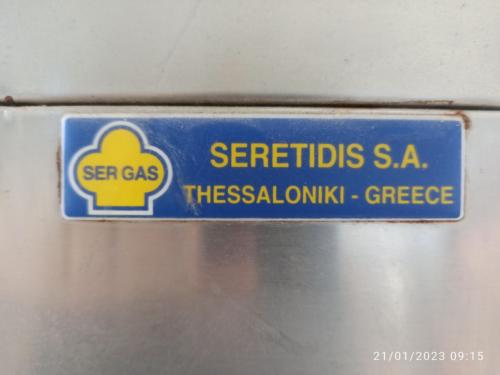 SER GAS
SERETIDIS S.A.
THESSALONIKI - GREECE
21/01/2023 09:15